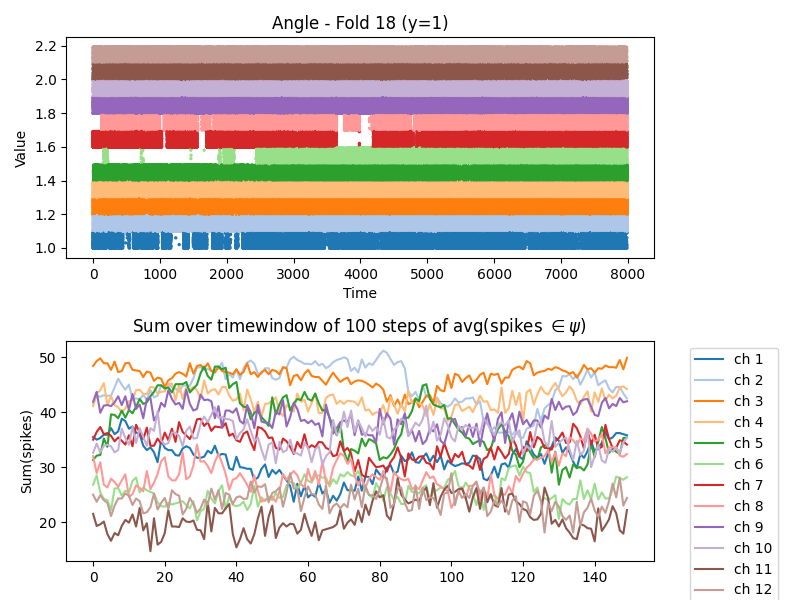 Angle - Fold 18 (y=1)
Value
2.2
2.0
1.8
1.6
1.4
1.2
1.0
0 1000 2000 3000 4000 5000 6000 7000 8000
Time
Sum over timewindow of 100 steps of avg(spikes ∈ψ)
Sum(spikes)
50
40
30
20
0 20 40 60 80 100 120 140
ch 1
ch 2
ch 3
ch 4
ch 5
ch 6
ch 7
ch 8
ch 9
ch 10
ch 11
ch 12